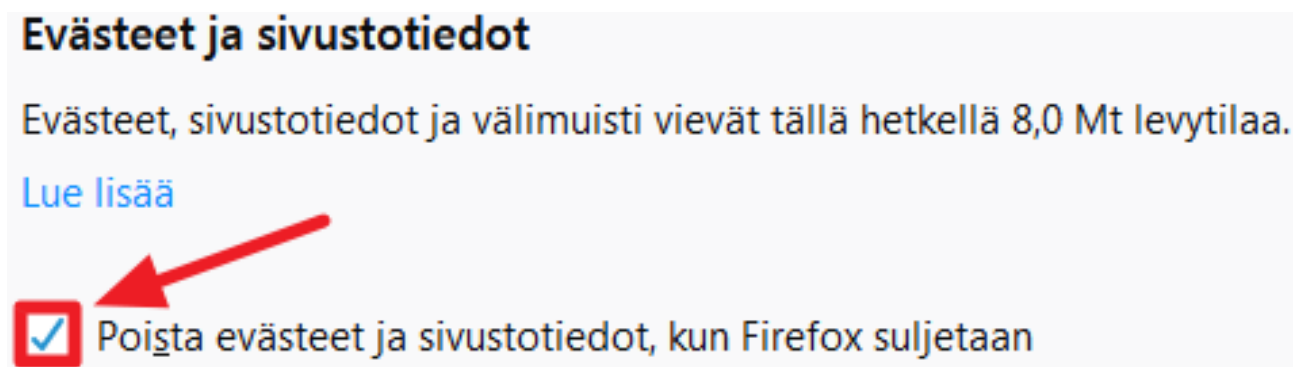 Evästeet ja sivustotiedot
Evästeet, sivustotiedot ja välimuisti vievät tällä hetkellä 8,0 Mt levytilaa.
Lue lisää
Poista evästeet ja sivustotiedot, kun Firefox suljetaan